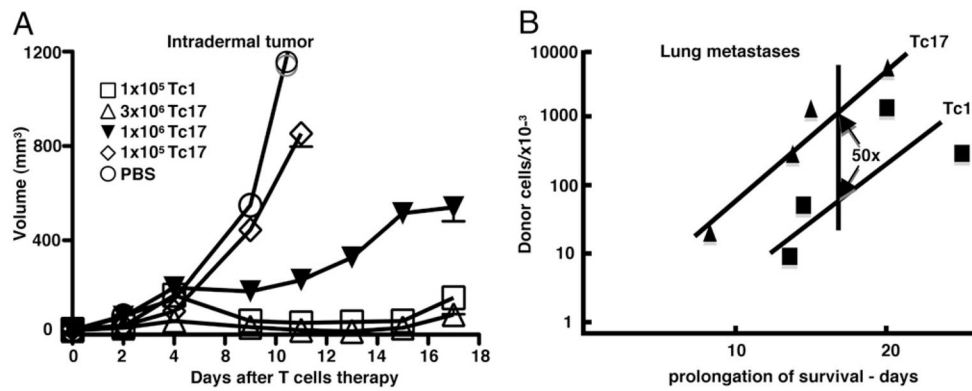 A
Intradermal tumor
1200
800
400
0
Volume (mm³)
1x10⁵ Tc1
3x10⁶ Tc17
1x10⁶ Tc17
1x10⁵ Tc17
PBS
0 2 4 10 8 10 12 14 16 18
Days after T cells therapy
B
Lung metastases
10000
1000
100
10
1
Donor cells/x10⁻³
Tc17
Tc1
50x
10 20
prolongation of survival - days